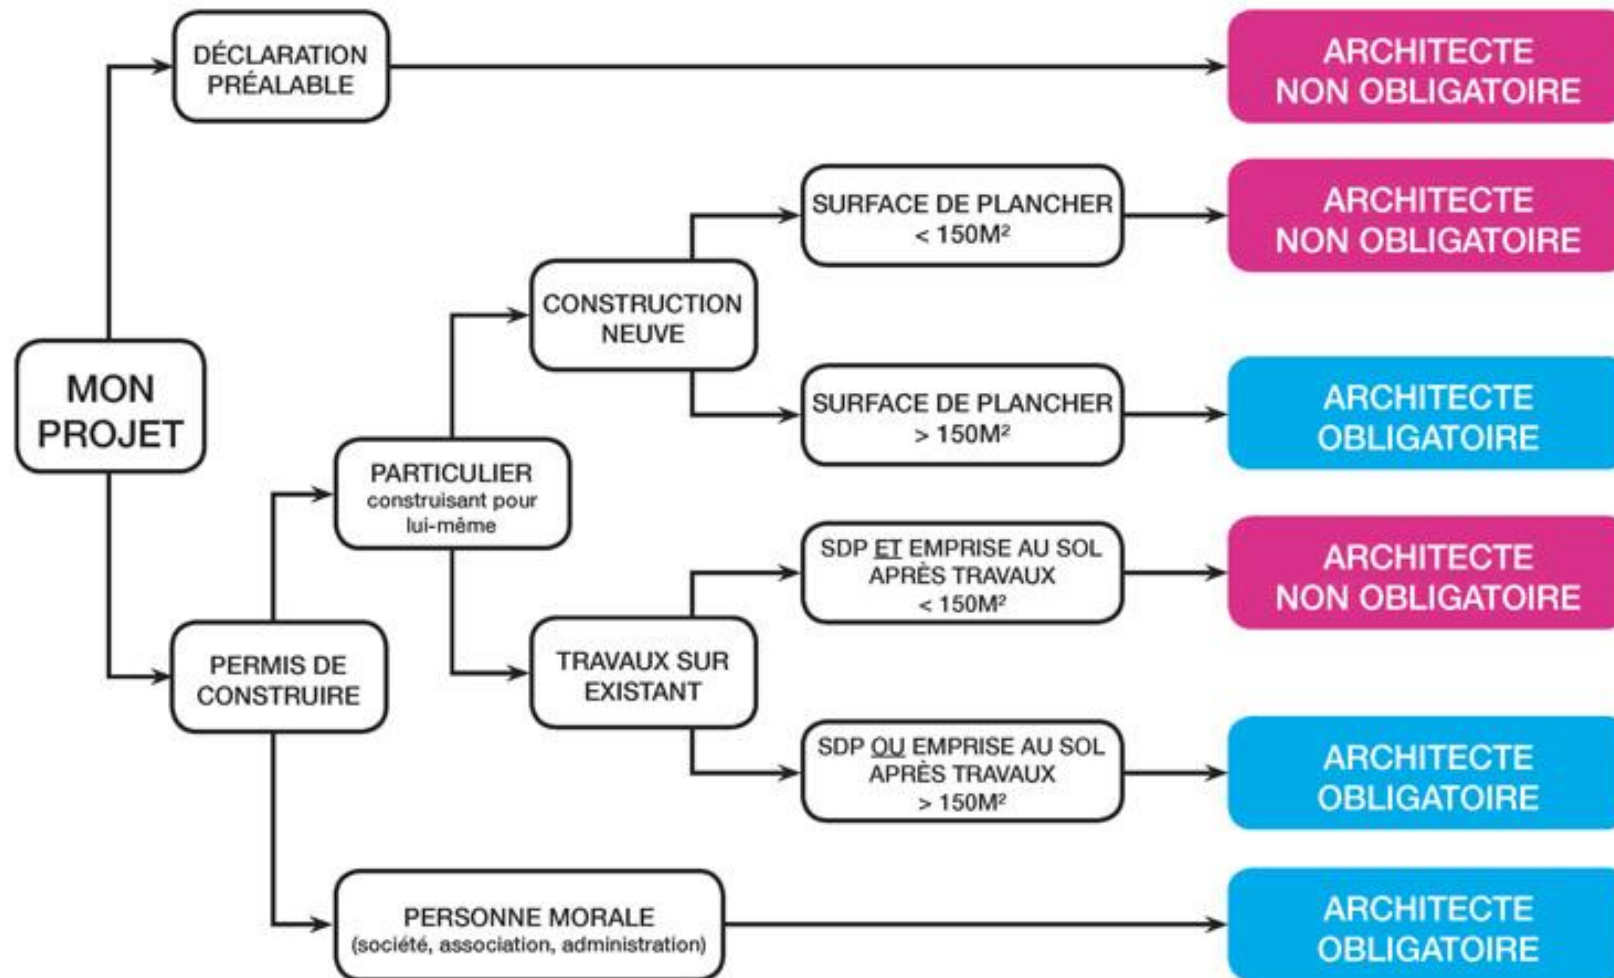 DÉCLARATION
PRÉALABLE
ARCHITECTE
NON OBLIGATOIRE
SURFACE DE PLANCHER
< 150M²
ARCHITECTE
NON OBLIGATOIRE
CONSTRUCTION
NEUVE
MON
PROJET
SURFACE DE PLANCHER
> 150M²
ARCHITECTE
OBLIGATOIRE
PARTICULIER
construisant pour
lui-même
SDP ET EMPRISE AU SOL
APRÈS TRAVAUX
< 150M²
ARCHITECTE
NON OBLIGATOIRE
PERMIS DE
CONSTRUIRE
TRAVAUX SUR
EXISTANT
SDP OU EMPRISE AU SOL
APRÈS TRAVAUX
> 150M²
ARCHITECTE
OBLIGATOIRE
PERSONNE MORALE
(société, association, administration)
ARCHITECTE
OBLIGATOIRE